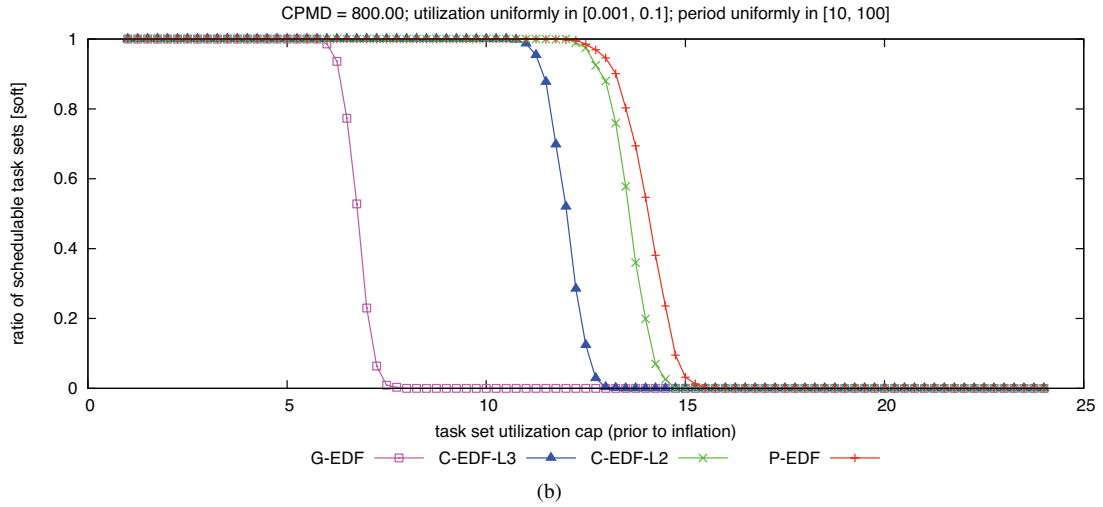 CPMD = 800.00; utilization uniformly in [0.001, 0.1]; period uniformly in [10, 100]
ratio of schedulable task sets [soft]
1
0.8
0.6
0.4
0.2
0
0 5 10 15 20 25
task set utilization cap (prior to inflation)
G-EDF C-EDF-L3 C-EDF-L2 P-EDF
(b)